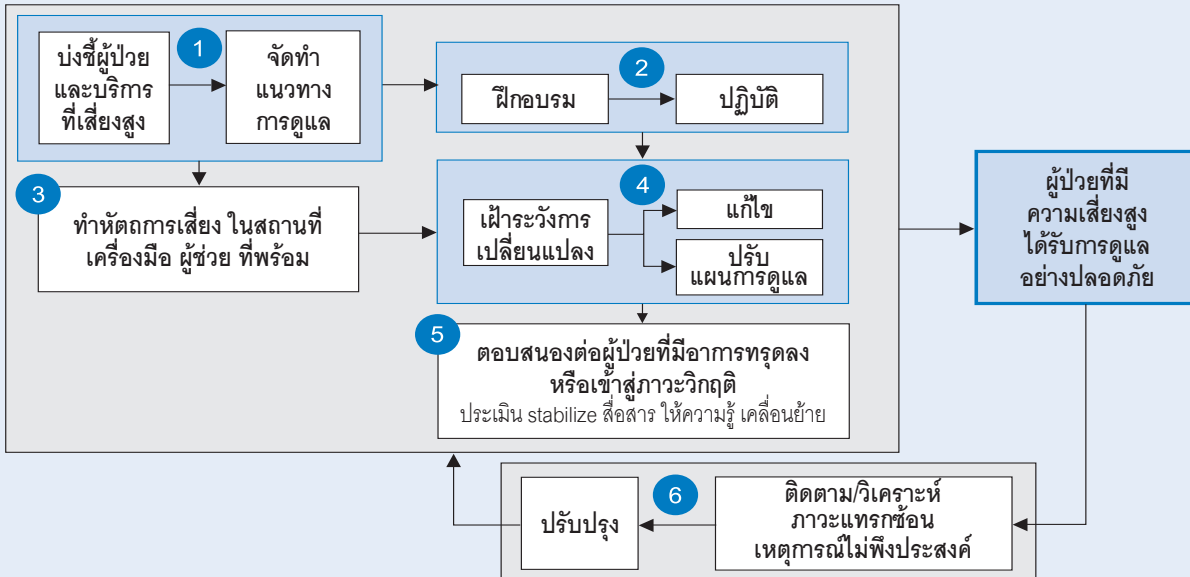 1
บ่งชี้ผู้ป่วย
และบริการ
ที่เสี่ยงสูง
จัดทำ
แนวทาง
การดูแล
2
ฝึกอบรม
ปฏิบัติ
3
ทำหัตถการเสี่ยง ในสถานที่
เครื่องมือ ผู้ช่วย ที่พร้อม
4
เฝ้าระวังการ
เปลี่ยนแปลง
แก้ไข
ปรับ
แผนการดูแล
5
ตอบสนองต่อผู้ป่วยที่มีอาการทรุดลง
หรือเข้าสู่ภาวะวิกฤติ
ประเมิน stabilize สื่อสาร ให้ความรู้ เคลื่อนย้าย
ผู้ป่วยที่มี
ความเสี่ยงสูง
ได้รับการดูแล
อย่างปลอดภัย
6
ปรับปรุง
ติดตาม/วิเคราะห์
ภาวะแทรกซ้อน
เหตุการณ์ไม่พึงประสงค์